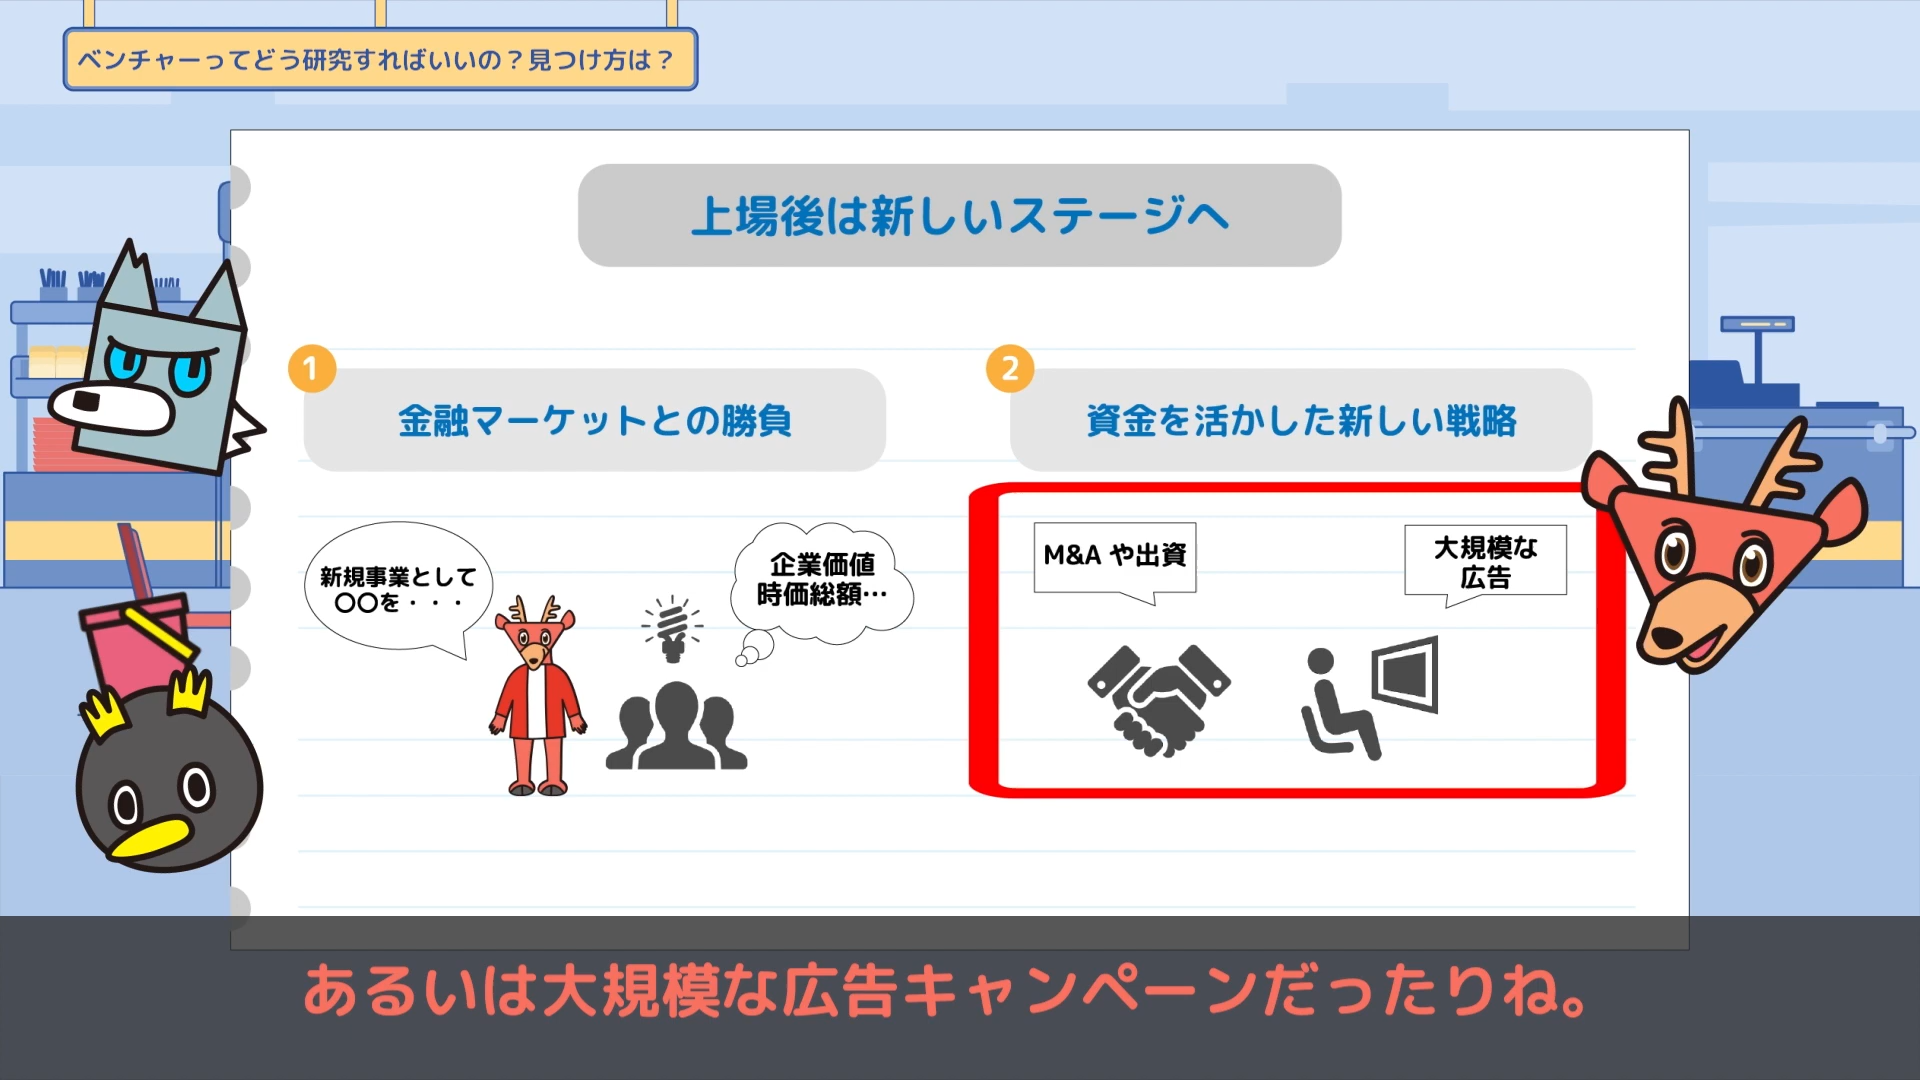 ベンチャーってどう研究すればいいの？見つけ方は？
上場後は新しいステージへ
1
金融マーケットとの勝負
2
資金を活かした新しい戦略
新規事業として
〇〇を・・・
企業価値
時価総額…
M&A や出資
大規模な
広告
あるいは大規模な広告キャンペーンだったりね。